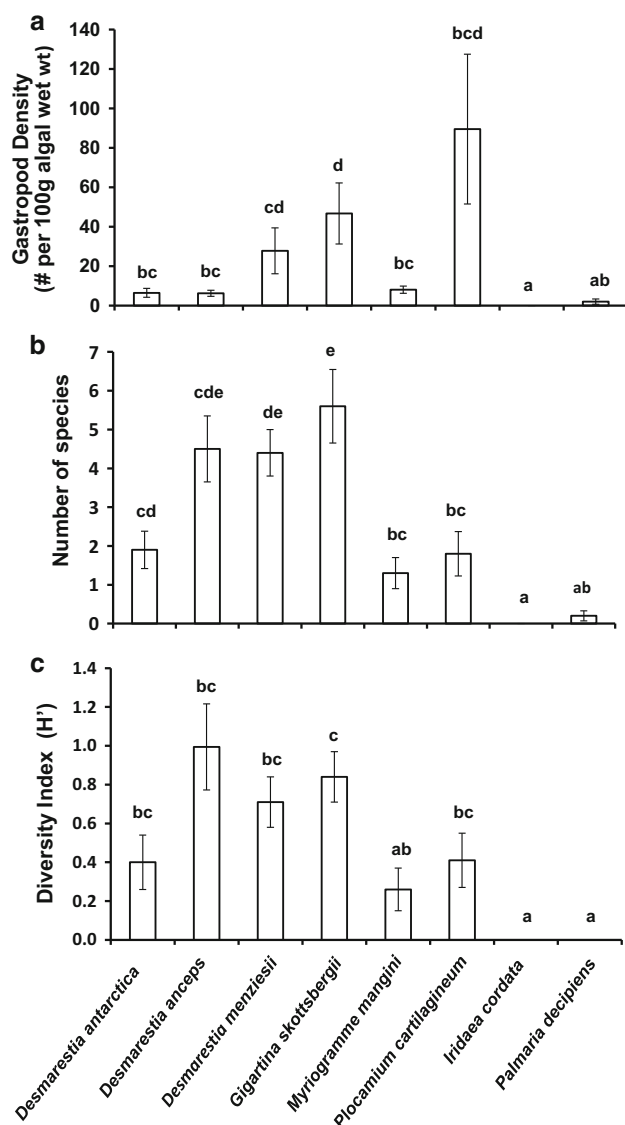 a
Gastropod Density
(# per 100g algal wet wt)
140
120
100
80
60
40
20
0
bc
bc
cd
d
bc
bcd
a
ab
b
Number of species
7
6
5
4
3
2
1
0
cd
cde
de
e
bc
bc
a
ab
c
Diversity Index (H')
1.4
1.2
1.0
0.8
0.6
0.4
0.2
0.0
bc
bc
bc
c
ab
bc
a
a
Desmarestia antarctica
Desmarestia anceps
Desmarestia menziesii
Gigartina skottsbergii
Myriogramme mangini
Plocamium cartilagineum
Iridaea cordata
Palmaria decipiens